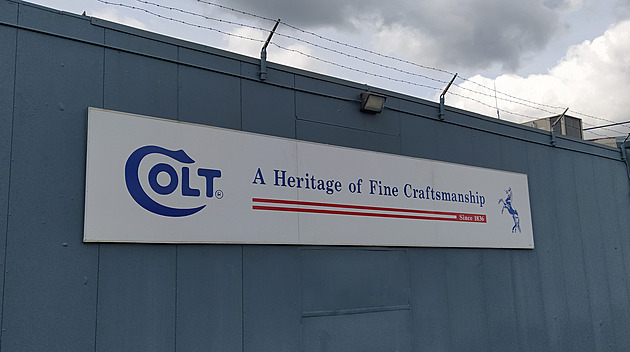 COLT®
A Heritage of Fine Craftsmanship
Since 1836